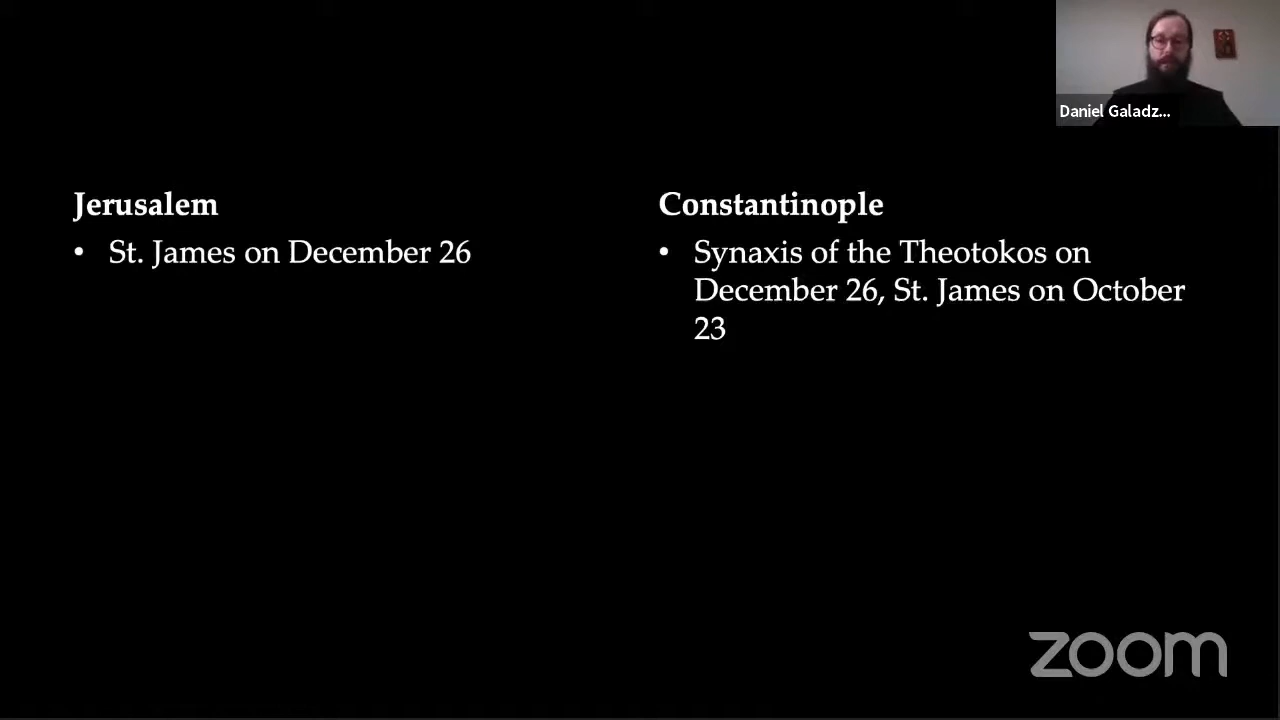 Daniel Galadz...
Jerusalem
• St. James on December 26
Constantinople
• Synaxis of the Theotokos on
December 26, St. James on October
23
zoom